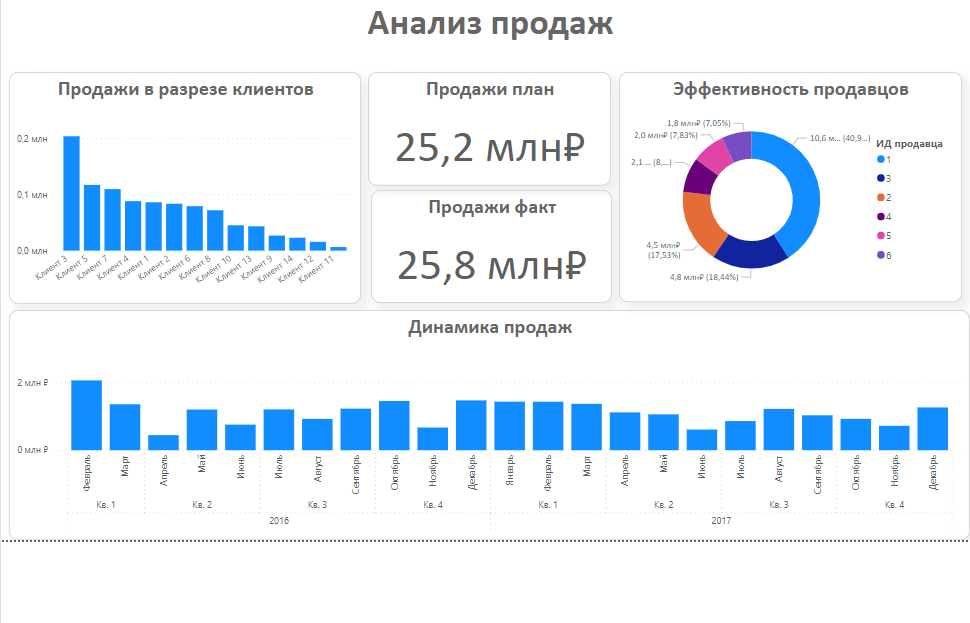 Анализ продаж
Продажи в разрезе клиентов
0,2 млн
0,1 млн
0,0 млн
Клиент 3
Клиент 5
Клиент 7
Клиент 4
Клиент 1
Клиент 2
Клиент 6
Клиент 8
Клиент 10
Клиент 13
Клиент 9
Клиент 14
Клиент 12
Клиент 11
Продажи план
25,2 млн₽
Продажи факт
25,8 млн₽
Эффективность продавцов
1,8 млн₽ (7,05%)
2,0 млн₽ (7,83%)
2,1 ... (8,...)
4,5 млн₽
(17,53%)
4,8 млн₽ (18,44%)
10,6 м... (40,9...)
ИД продавца
1
3
2
4
5
6
Динамика продаж
2 млн ₽
0 млн ₽
Февраль
Март
Апрель
Май
Июнь
Июль
Август
Сентябрь
Октябрь
Ноябрь
Декабрь
Январь
Февраль
Март
Апрель
Май
Июнь
Июль
Август
Сентябрь
Октябрь
Ноябрь
Декабрь
Кв. 1
Кв. 2
Кв. 3
Кв. 4
Кв. 1
Кв. 2
Кв. 3
Кв. 4
2016
2017